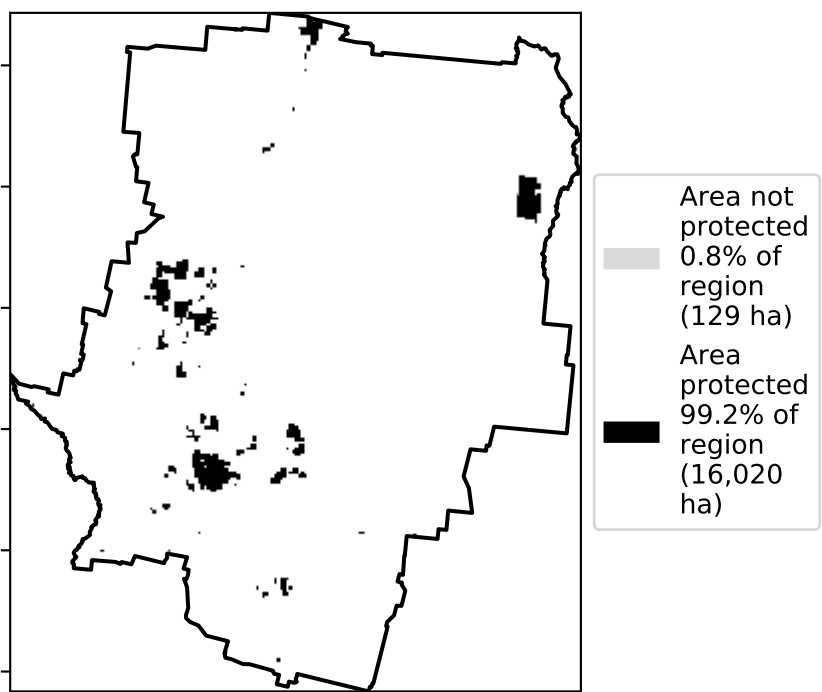 Area not
protected
0.8% of
region
(129 ha)
Area
protected
99.2% of
region
(16,020
ha)